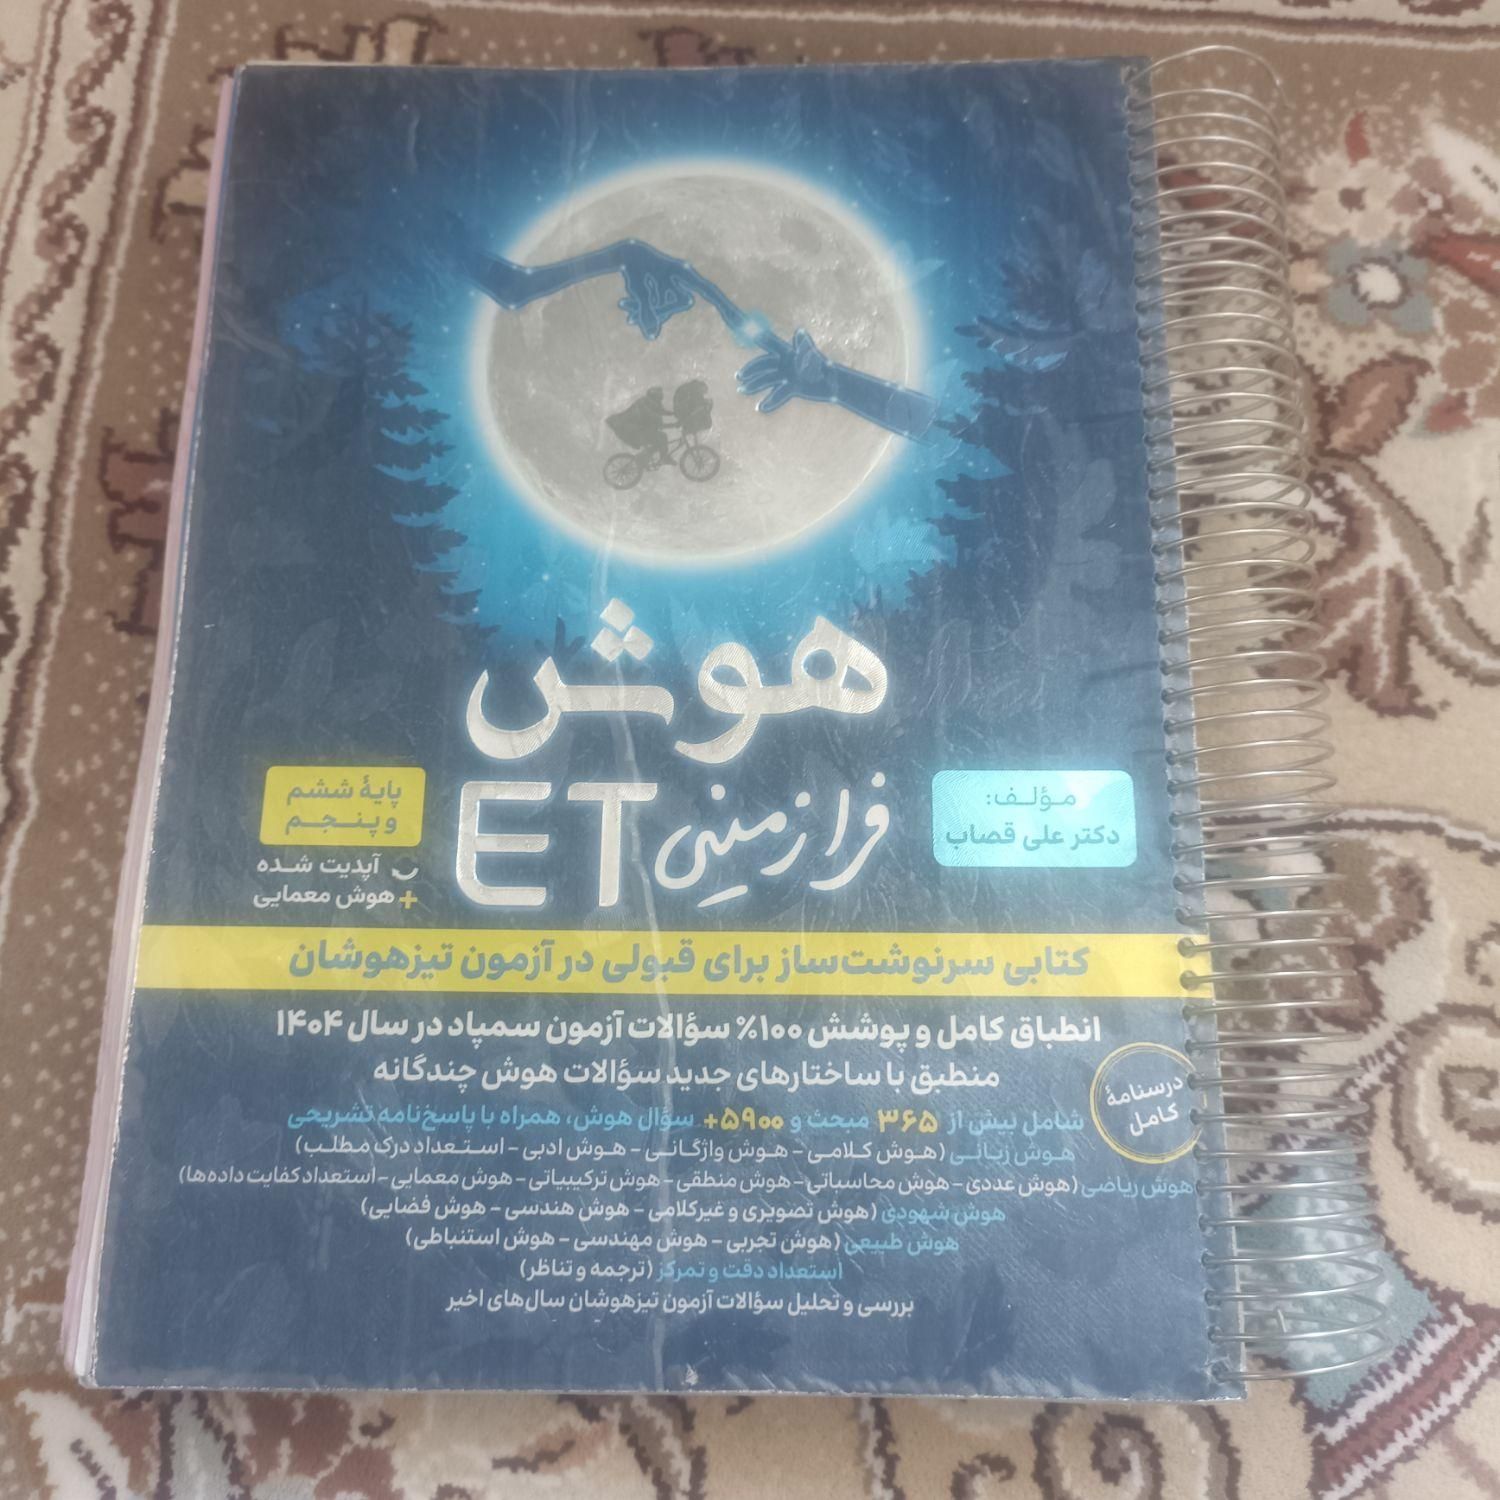 هوش
فرازمینی ET
مؤلف:
دکتر علی قصاب
پایهٔ ششم
و پنجم
آپدیت شده
+ هوش معمایی
کتابی سرنوشت‌ساز برای قبولی در آزمون تیزهوشان
انطباق کامل و پوشش ۱۰۰٪ سؤالات آزمون سمپاد در سال ۱۴۰۴
منطبق با ساختارهای جدید سؤالات هوش چندگانه
درسنامهٔ
کامل
شامل بیش از ۳۶۵ مبحث و ۵۹۰۰+ سؤال هوش، همراه با پاسخ‌نامه تشریحی
هوش زبانی (هوش کلامی - هوش واژگانی - هوش ادبی - استعداد درک مطلب)
هوش ریاضی (هوش عددی - هوش محاسباتی - هوش منطقی - هوش ترکیبیاتی - هوش معمایی - استعداد کفایت داده‌ها)
هوش شهودی (هوش تصویری و غیرکلامی - هوش هندسی - هوش فضایی)
هوش طبیعی (هوش تجربی - هوش مهندسی - هوش استنباطی)
استعداد دقت و تمرکز (ترجمه و تناظر)
بررسی و تحلیل سؤالات آزمون تیزهوشان سال‌های اخیر